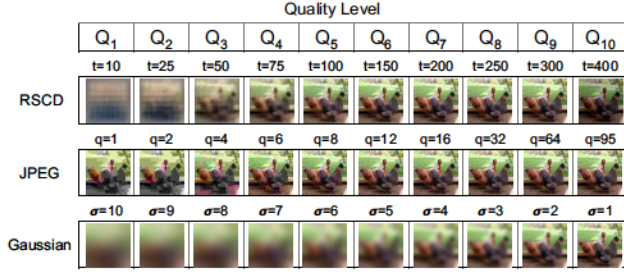 Quality Level
Q1 Q2 Q3 Q4 Q5 Q6 Q7 Q8 Q9 Q10
t=10 t=25 t=50 t=75 t=100 t=150 t=200 t=250 t=300 t=400
RSCD
q=1 q=2 q=4 q=6 q=8 q=12 q=16 q=32 q=64 q=95
JPEG
σ=10 σ=9 σ=8 σ=7 σ=6 σ=5 σ=4 σ=3 σ=2 σ=1
Gaussian